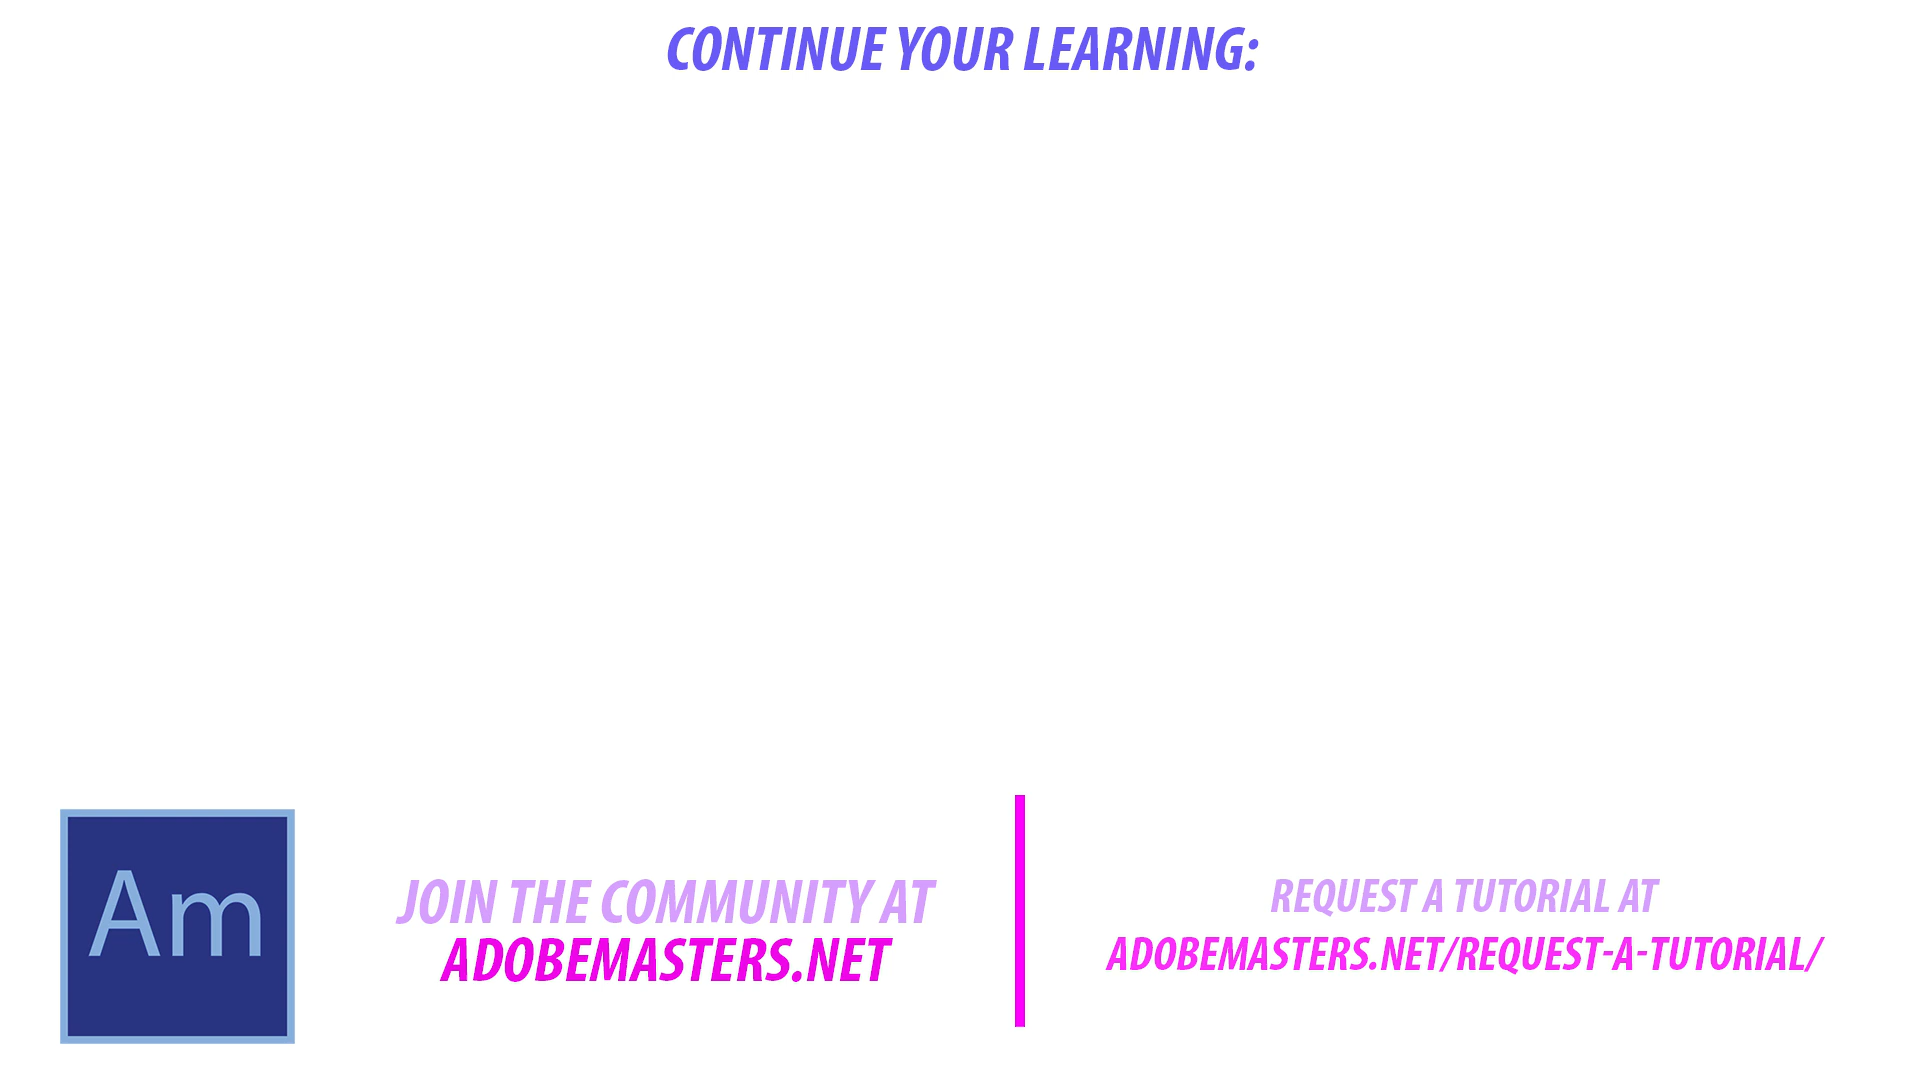 CONTINUE YOUR LEARNING:
Am
JOIN THE COMMUNITY AT
ADOBEMASTERS.NET
REQUEST A TUTORIAL AT
ADOBEMASTERS.NET/REQUEST-A-TUTORIAL/